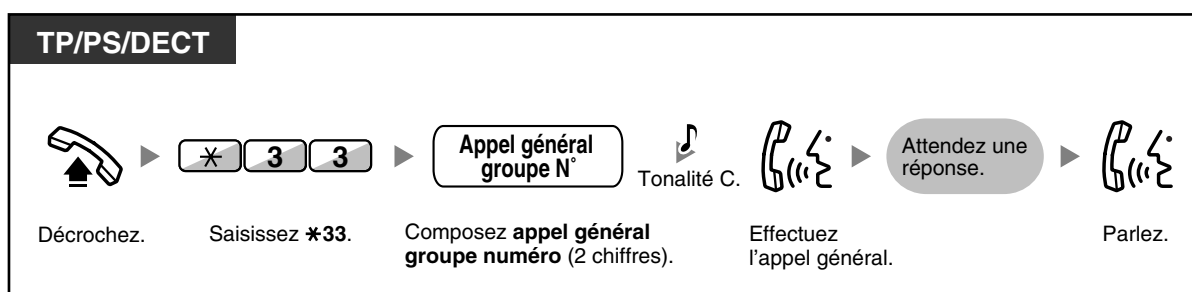 TP/PS/DECT
✳ 3 3
Appel général
groupe N°
Tonalité C.
Attendez une
réponse.
Décrochez.
Saisissez ✳33.
Composez appel général
groupe numéro (2 chiffres).
Effectuez
l'appel général.
Parlez.